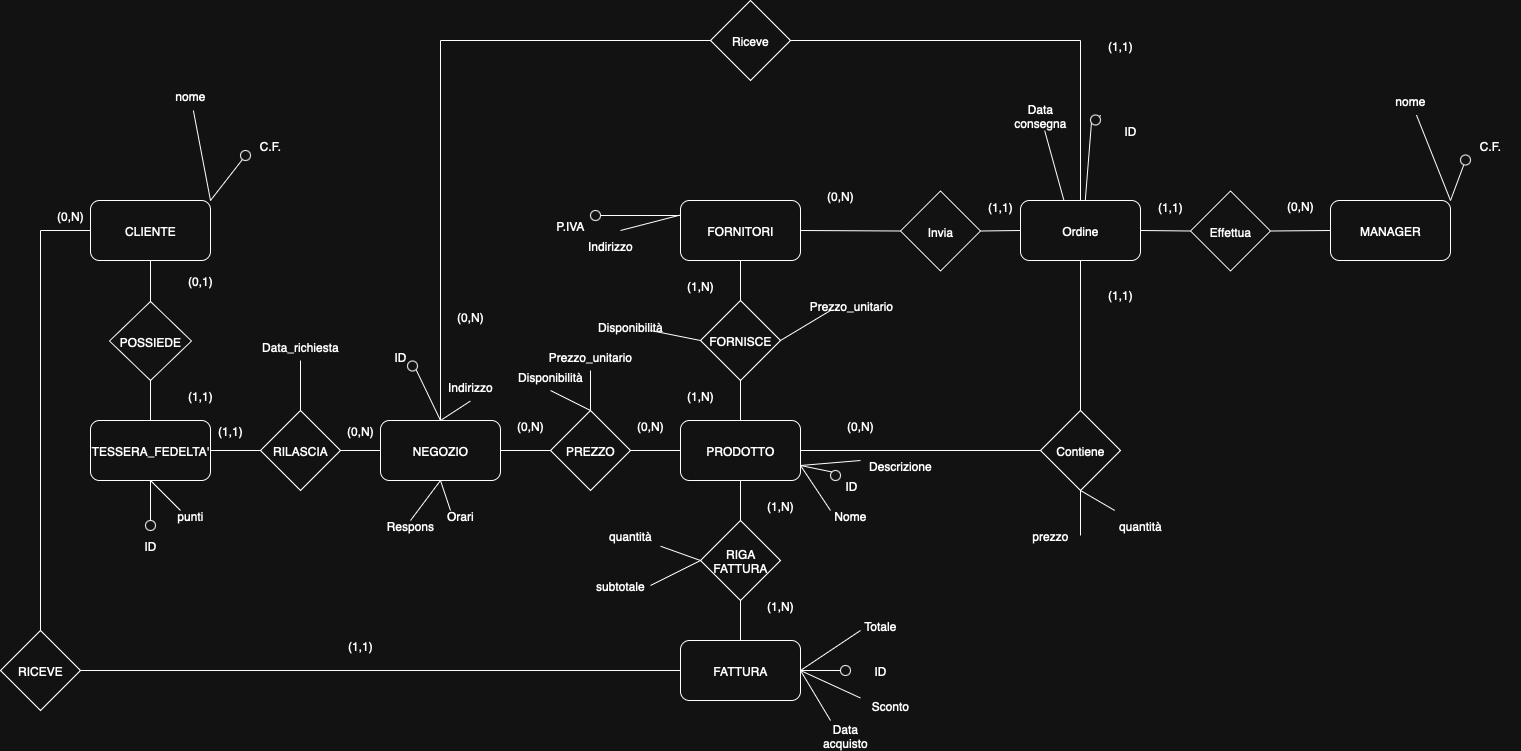 Riceve
(1,1)
nome
C.F.
Data
consegna
ID
nome
C.F.
(0,N)
CLIENTE
(0,1)
P.IVA
Indirizzo
FORNITORI
(0,N)
Invia
(1,1)
Ordine
(1,1)
Effettua
(0,N)
MANAGER
(1,N)
(1,1)
POSSIEDE
Data_richiesta
(0,N)
Disponibilità
FORNISCE
Prezzo_unitario
ID
Indirizzo
Prezzo_unitario
Disponibilità
(1,1)
(1,N)
TESSERA_FEDELTA'
(1,1)
RILASCIA
(0,N)
NEGOZIO
(0,N)
PREZZO
(0,N)
PRODOTTO
(0,N)
Contiene
Descrizione
ID
Nome
punti
ID
Respons
Orari
(1,N)
prezzo
quantità
quantità
subtotale
RIGA
FATTURA
(1,N)
RICEVE
(1,1)
FATTURA
Totale
ID
Sconto
Data
acquisto